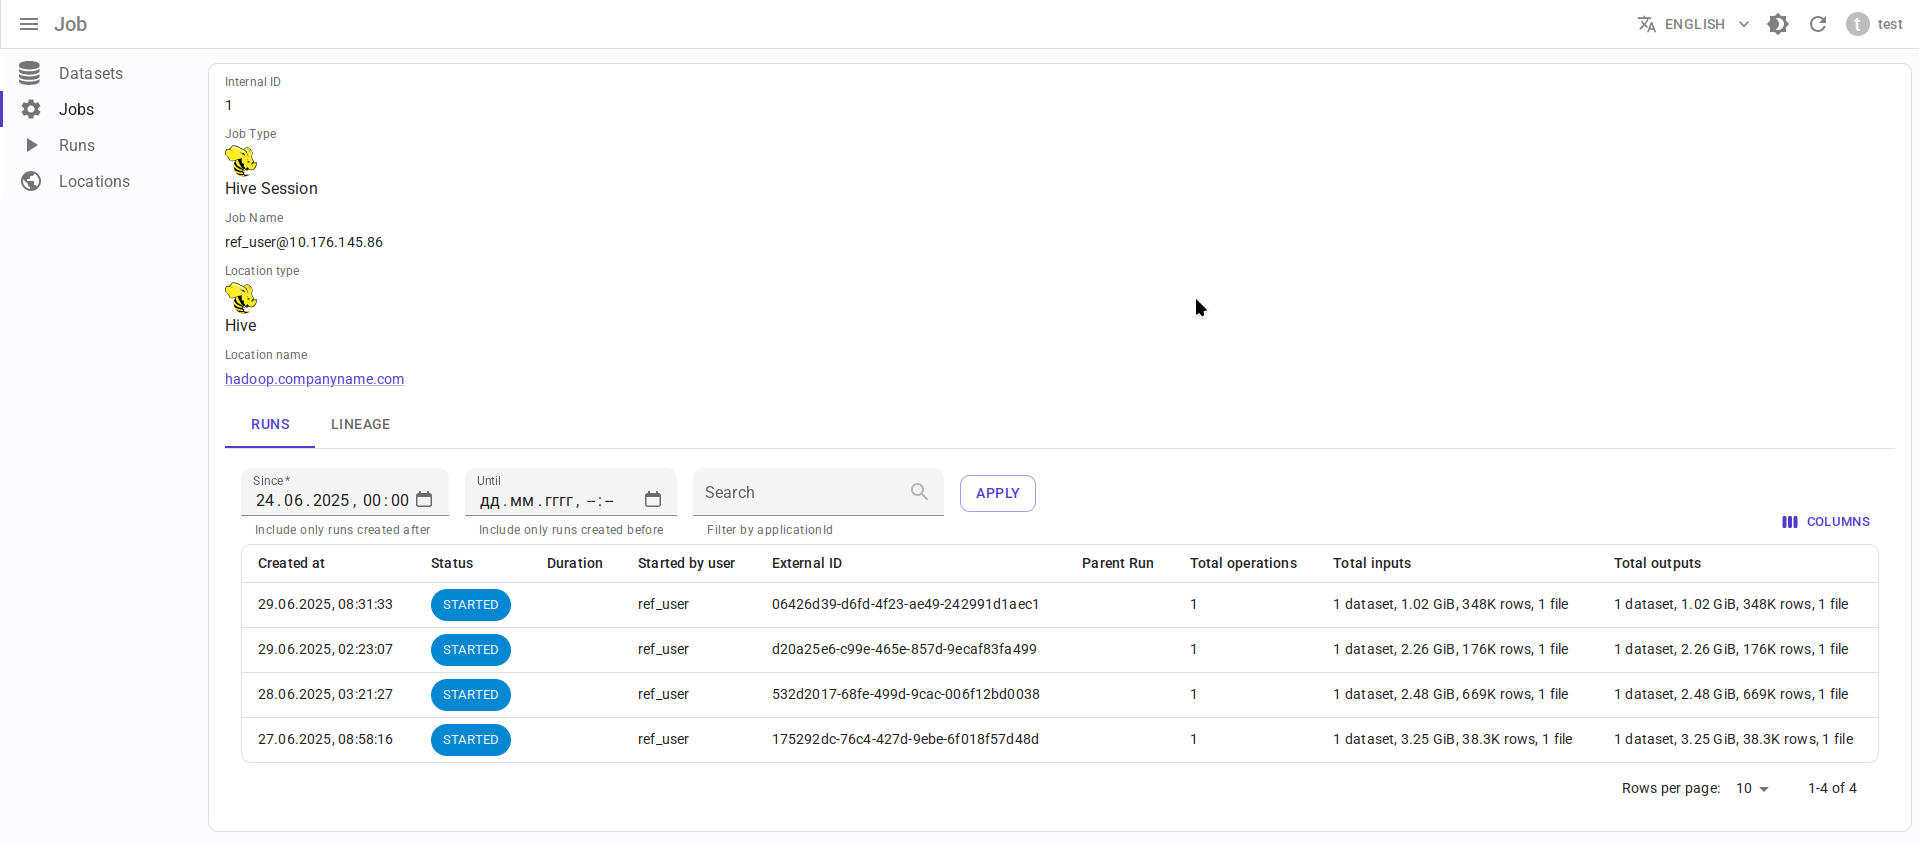 Job
ENGLISH
t
test
Datasets
Jobs
Runs
Locations
Internal ID
1
Job Type
Hive Session
Job Name
ref_user@10.176.145.86
Location type
Hive
Location name
hadoop.companyname.com
RUNS LINEAGE
Since*
24.06.2025, 00:00
Include only runs created after
Until
дд.мм.гггг, --:--
Include only runs created before
Search
Filter by applicationId
APPLY
COLUMNS
Created at Status Duration Started by user External ID Parent Run Total operations Total inputs Total outputs
29.06.2025, 08:31:33 STARTED ref_user 06426d39-d6fd-4f23-ae49-242991d1aec1 1 1 dataset, 1.02 GiB, 348K rows, 1 file 1 dataset, 1.02 GiB, 348K rows, 1 file
29.06.2025, 02:23:07 STARTED ref_user d20a25e6-c99e-465e-857d-9ecaf83fa499 1 1 dataset, 2.26 GiB, 176K rows, 1 file 1 dataset, 2.26 GiB, 176K rows, 1 file
28.06.2025, 03:21:27 STARTED ref_user 532d2017-68fe-499d-9cac-006f12bd0038 1 1 dataset, 2.48 GiB, 669K rows, 1 file 1 dataset, 2.48 GiB, 669K rows, 1 file
27.06.2025, 08:58:16 STARTED ref_user 175292dc-76c4-427d-9ebe-6f018f57d48d 1 1 dataset, 3.25 GiB, 38.3K rows, 1 file 1 dataset, 3.25 GiB, 38.3K rows, 1 file
Rows per page: 10 1-4 of 4